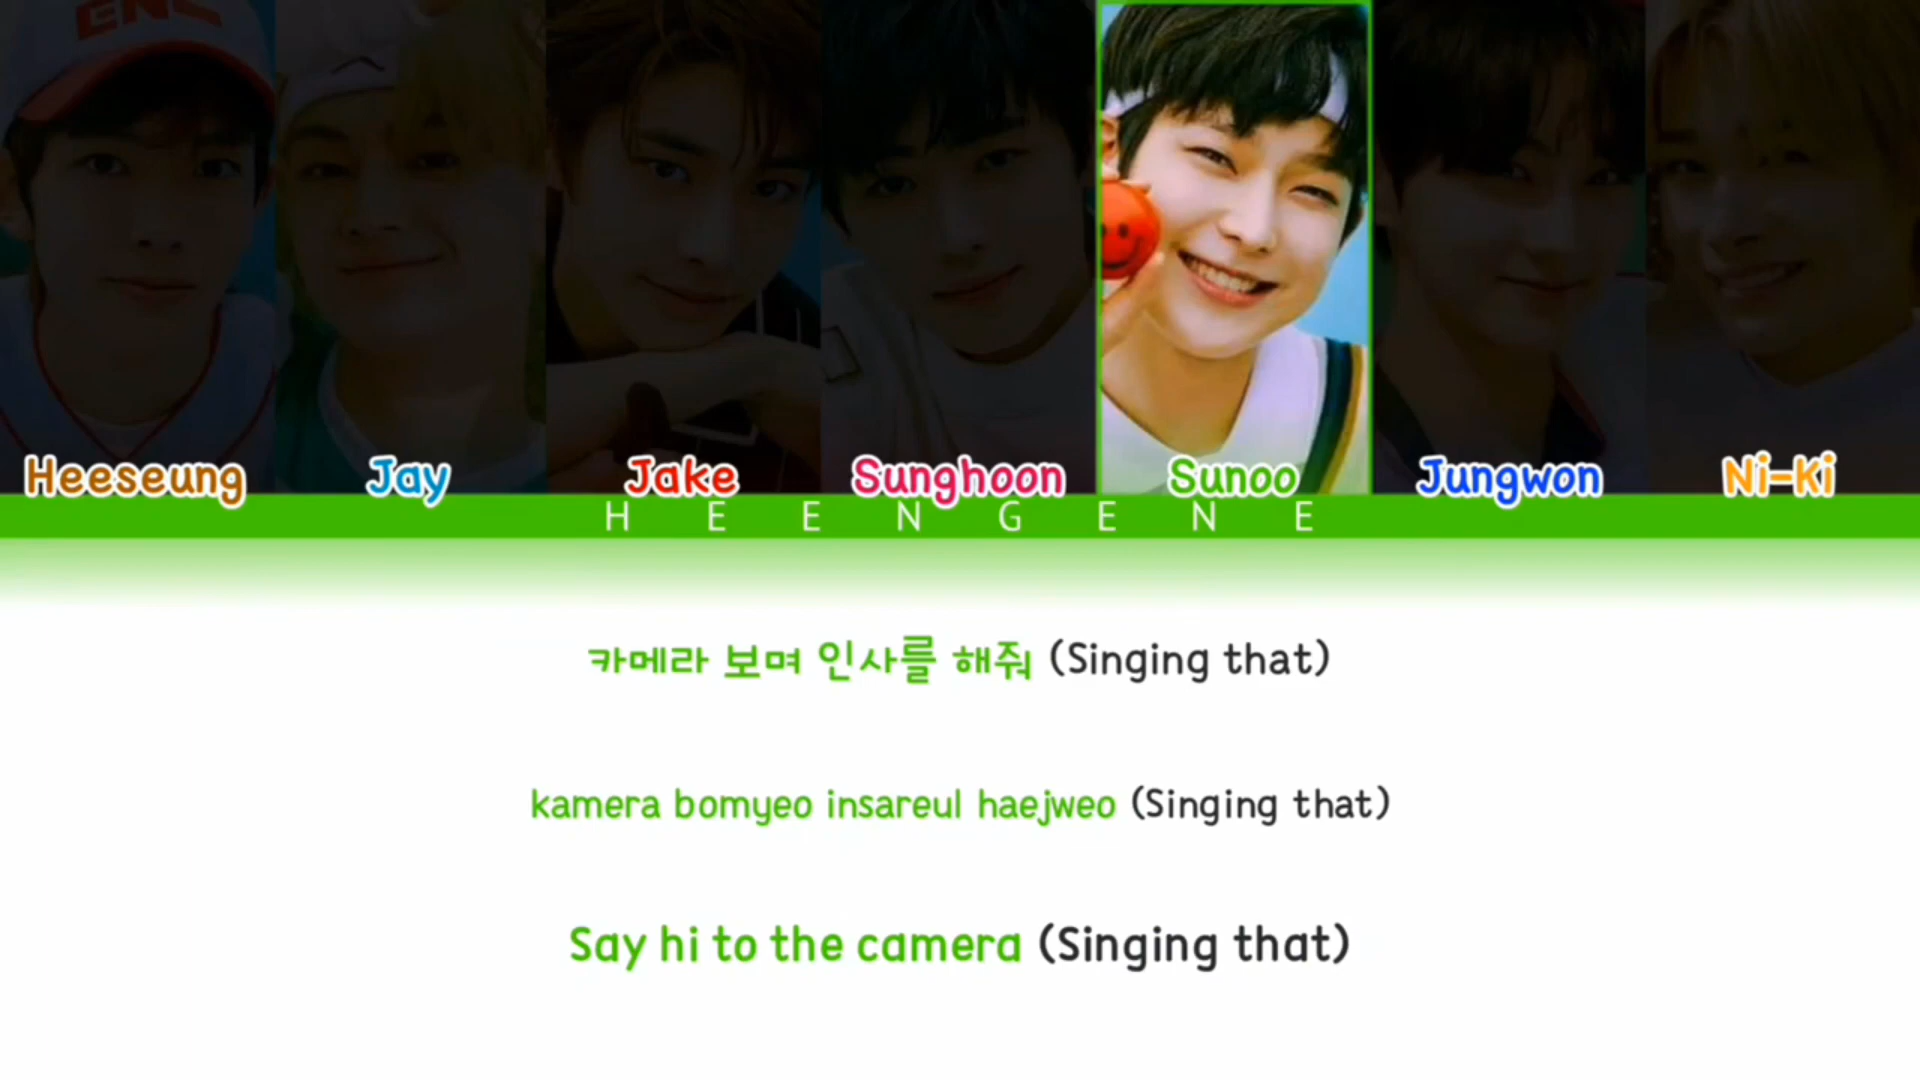 Heeseung Jay Jake Sunghoon Sunoo Jungwon Ni-Ki
HEENGENE
카메라 보며 인사를 해줘 (Singing that)
kamera bomyeo insareul haejweo (Singing that)
Say hi to the camera (Singing that)